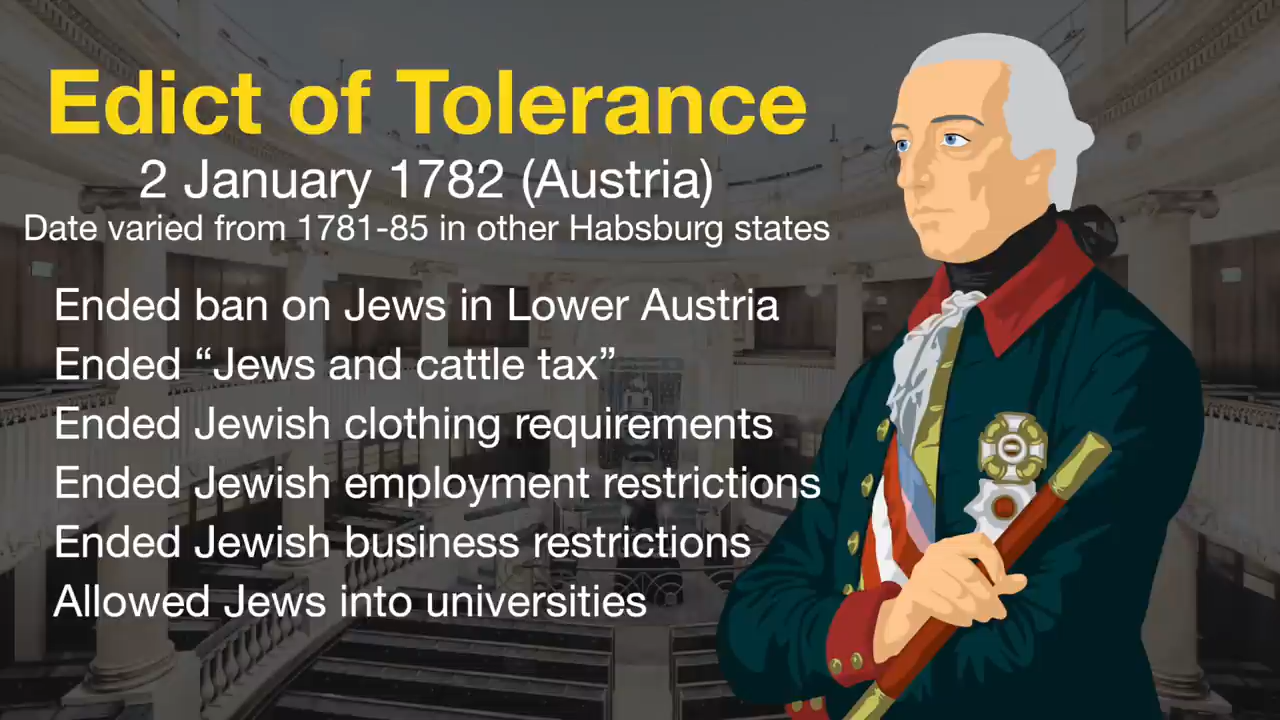 Edict of Tolerance
2 January 1782 (Austria)
Date varied from 1781-85 in other Habsburg states
Ended ban on Jews in Lower Austria
Ended “Jews and cattle tax”
Ended Jewish clothing requirements
Ended Jewish employment restrictions
Ended Jewish business restrictions
Allowed Jews into universities